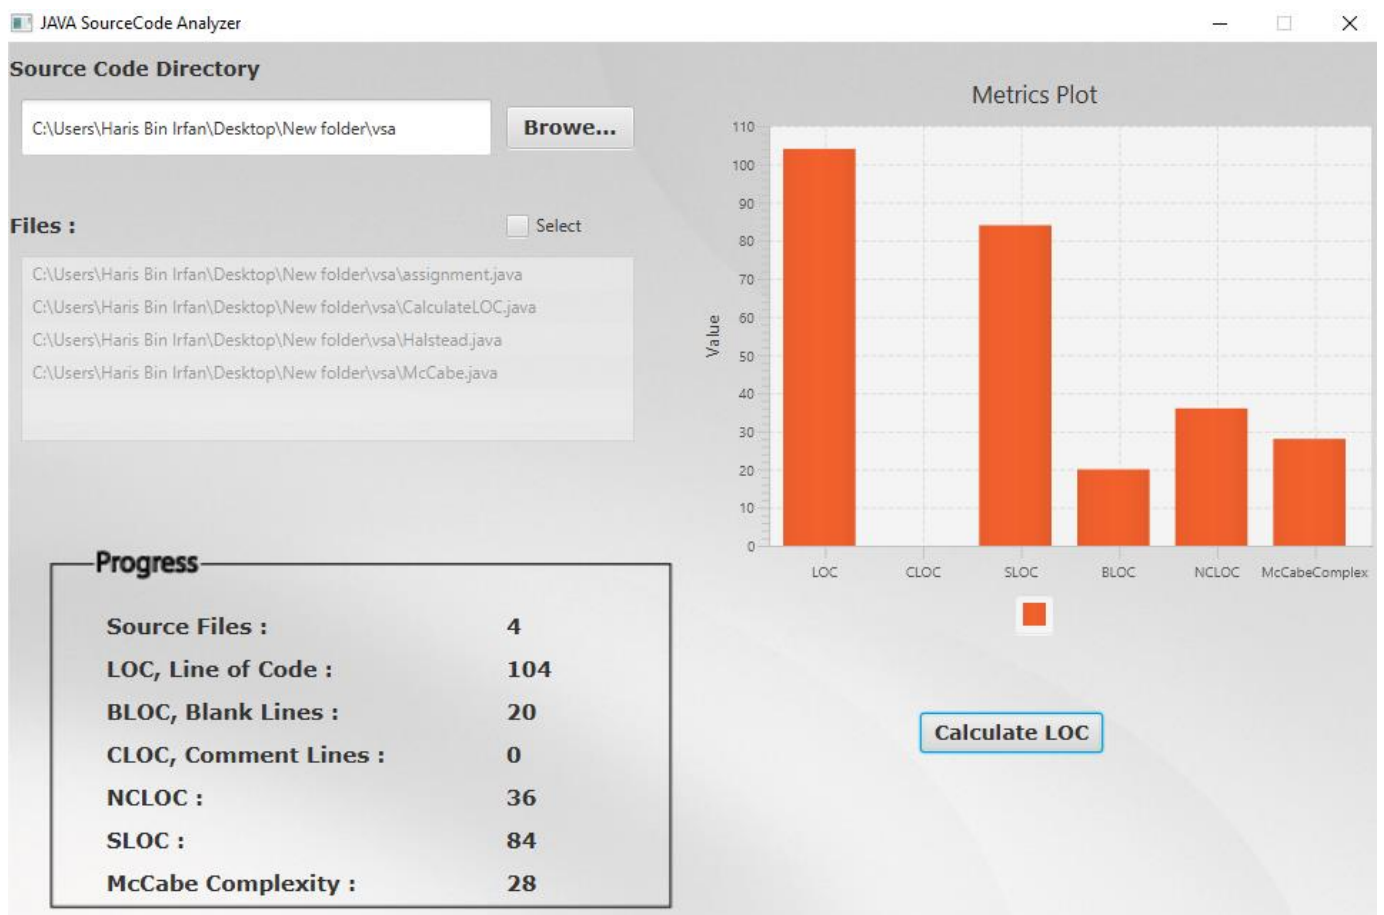 JAVA SourceCode Analyzer
Source Code Directory
C:\Users\Haris Bin Irfan\Desktop\New folder\vsa
Browe...
Files :
Select
C:\Users\Haris Bin Irfan\Desktop\New folder\vsa\assignment.java
C:\Users\Haris Bin Irfan\Desktop\New folder\vsa\CalculateLOC.java
C:\Users\Haris Bin Irfan\Desktop\New folder\vsa\Halstead.java
C:\Users\Haris Bin Irfan\Desktop\New folder\vsa\McCabe.java
Progress
Source Files : 4
LOC, Line of Code : 104
BLOC, Blank Lines : 20
CLOC, Comment Lines : 0
NCLOC : 36
SLOC : 84
McCabe Complexity : 28
Metrics Plot
Value
110
100
90
80
70
60
50
40
30
20
10
0
LOC CLOC SLOC BLOC NCLOC McCabeComplex
Calculate LOC